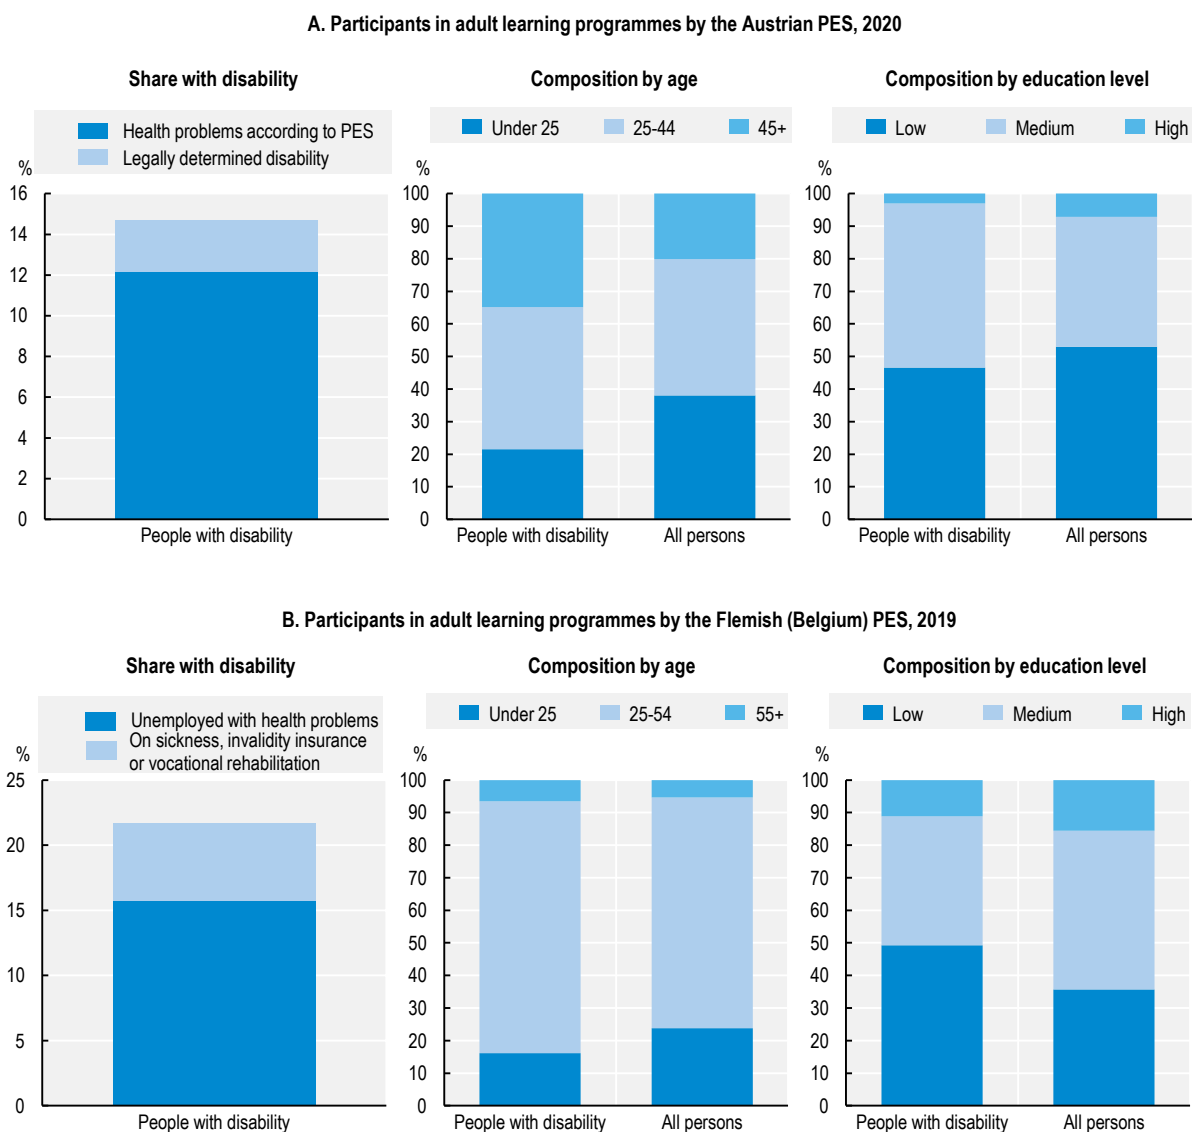 A. Participants in adult learning programmes by the Austrian PES, 2020
Share with disability
Health problems according to PES
Legally determined disability
%
16
14
12
10
8
6
4
2
0
People with disability
Composition by age
Under 25
25-44
45+
%
100
90
80
70
60
50
40
30
20
10
0
People with disability
All persons
Composition by education level
Low
Medium
High
%
100
90
80
70
60
50
40
30
20
10
0
People with disability
All persons
B. Participants in adult learning programmes by the Flemish (Belgium) PES, 2019
Share with disability
Unemployed with health problems
On sickness, invalidity insurance
or vocational rehabilitation
%
25
20
15
10
5
0
People with disability
Composition by age
Under 25
25-54
55+
%
100
90
80
70
60
50
40
30
20
10
0
People with disability
All persons
Composition by education level
Low
Medium
High
%
100
90
80
70
60
50
40
30
20
10
0
People with disability
All persons